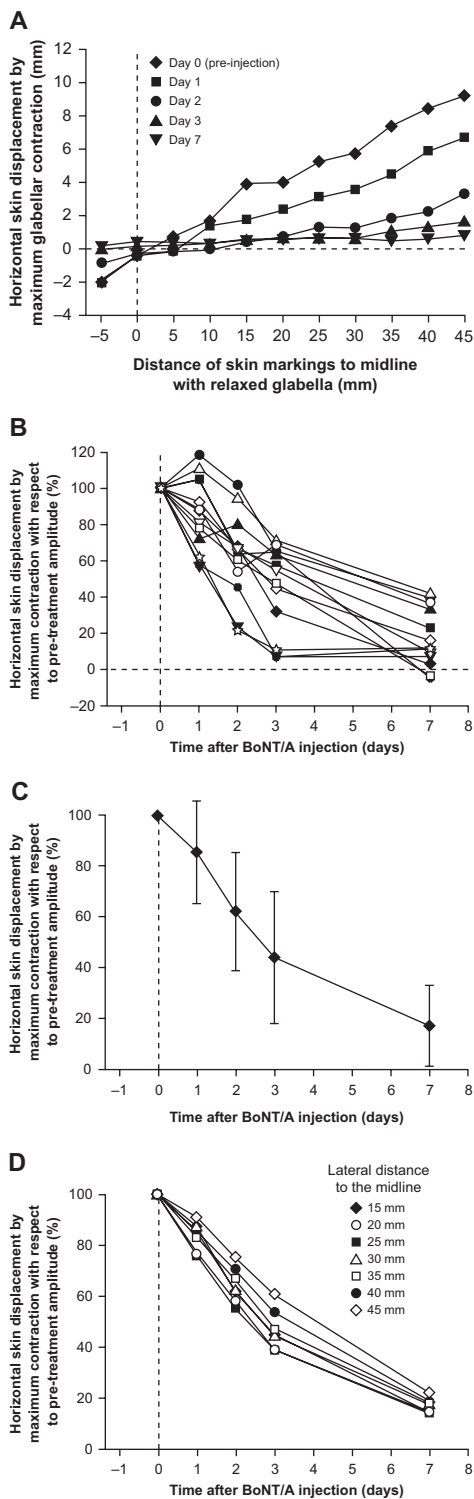 A
Horizontal skin displacement by
maximum glabellar contraction (mm)
12
10
8
6
4
2
0
−2
−4
Day 0 (pre-injection)
Day 1
Day 2
Day 3
Day 7
−5 0 5 10 15 20 25 30 35 40 45
Distance of skin markings to midline
with relaxed glabella (mm)
B
Horizontal skin displacement by
maximum contraction with respect
to pre-treatment amplitude (%)
120
100
80
60
40
20
0
−20
−1 0 1 2 3 4 5 6 7 8
Time after BoNT/A injection (days)
C
Horizontal skin displacement by
maximum contraction with respect
to pre-treatment amplitude (%)
100
80
60
40
20
0
−1 0 1 2 3 4 5 6 7 8
Time after BoNT/A injection (days)
D
Horizontal skin displacement by
maximum contraction with respect
to pre-treatment amplitude (%)
100
80
60
40
20
0
Lateral distance
to the midline
15 mm
20 mm
25 mm
30 mm
35 mm
40 mm
45 mm
−1 0 1 2 3 4 5 6 7 8
Time after BoNT/A injection (days)